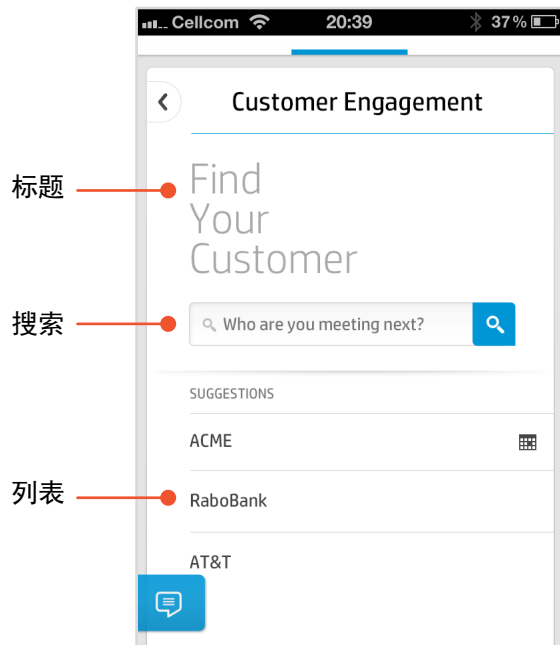 Cellcom 20:39 37%
Customer Engagement
标题
Find
Your
Customer
搜索
Who are you meeting next?
SUGGESTIONS
ACME
列表
RaboBank
AT&T